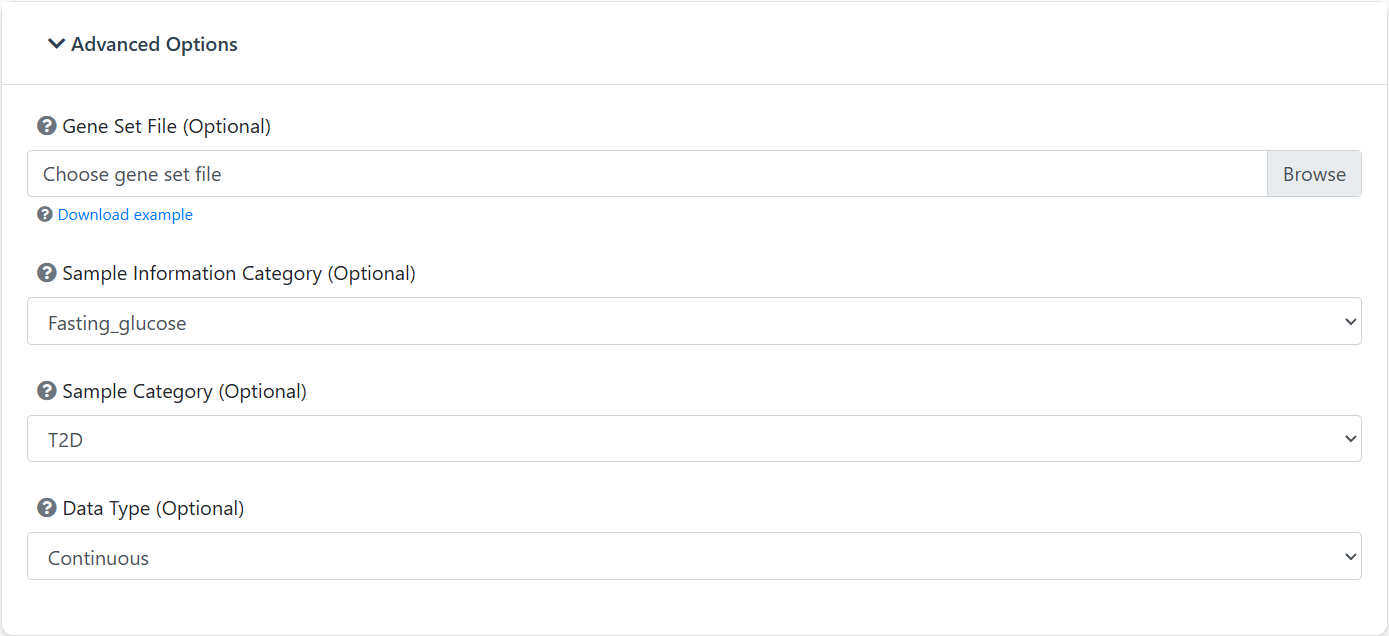 Advanced Options
Gene Set File (Optional)
Choose gene set file Browse
Download example
Sample Information Category (Optional)
Fasting_glucose
Sample Category (Optional)
T2D
Data Type (Optional)
Continuous